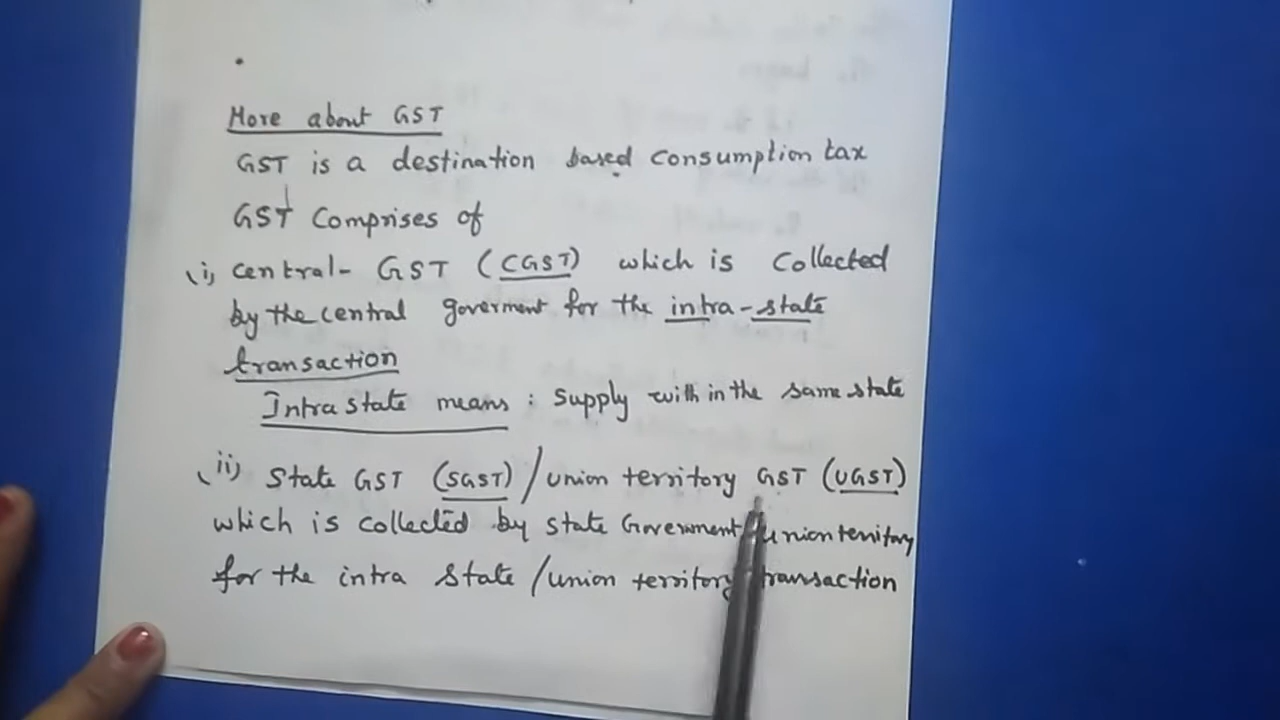 More about GST
GST is a destination based consumption tax
GST Comprises of
(i) central- GST (CGST) which is collected
by the central goverment for the intra-state
transaction
Intra state means : Supply with in the same state
(ii) State GST (SGST) / union territory GST (UGST)
which is collected by state Government / union territory
for the intra state / union territory transaction